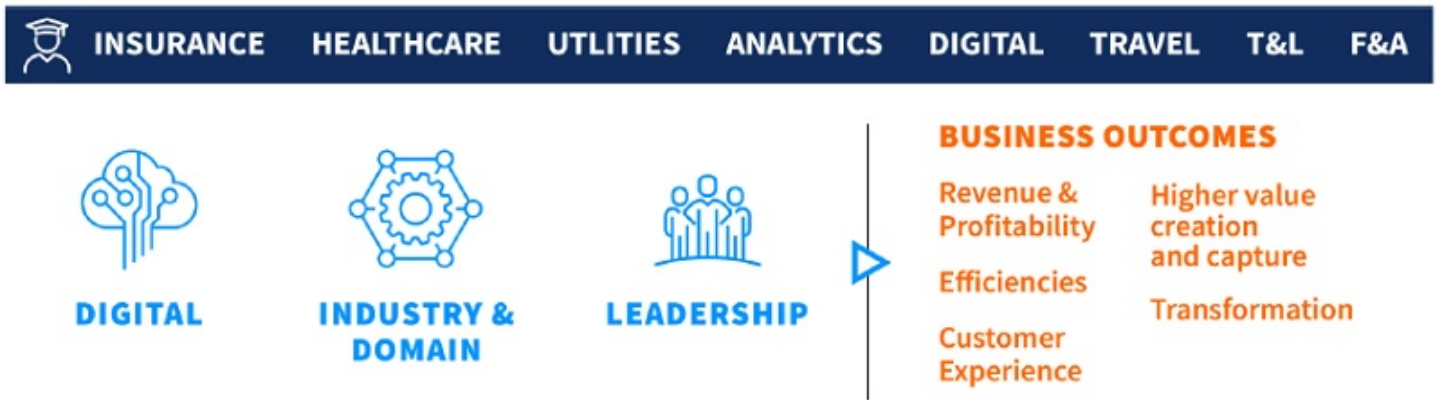 INSURANCE HEALTHCARE UTLITIES ANALYTICS DIGITAL TRAVEL T&L F&A
DIGITAL
INDUSTRY &
DOMAIN
LEADERSHIP
BUSINESS OUTCOMES
Revenue &
Profitability
Efficiencies
Customer
Experience
Higher value
creation
and capture
Transformation